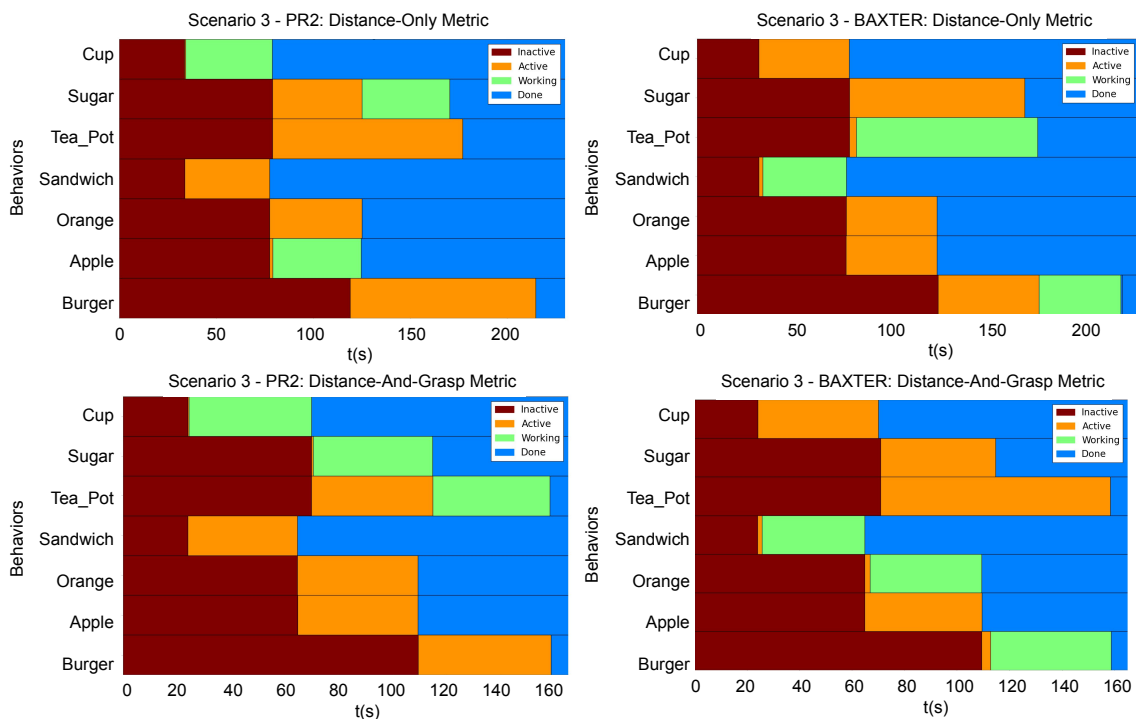 Scenario 3 - PR2: Distance-Only Metric
Behaviors
Cup
Sugar
Tea_Pot
Sandwich
Orange
Apple
Burger
Inactive
Active
Working
Done
0 50 100 150 200
t(s)
Scenario 3 - BAXTER: Distance-Only Metric
Behaviors
Cup
Sugar
Tea_Pot
Sandwich
Orange
Apple
Burger
Inactive
Active
Working
Done
0 50 100 150 200
t(s)
Scenario 3 - PR2: Distance-And-Grasp Metric
Behaviors
Cup
Sugar
Tea_Pot
Sandwich
Orange
Apple
Burger
Inactive
Active
Working
Done
0 20 40 60 80 100 120 140 160
t(s)
Scenario 3 - BAXTER: Distance-And-Grasp Metric
Behaviors
Cup
Sugar
Tea_Pot
Sandwich
Orange
Apple
Burger
Inactive
Active
Working
Done
0 20 40 60 80 100 120 140 160
t(s)